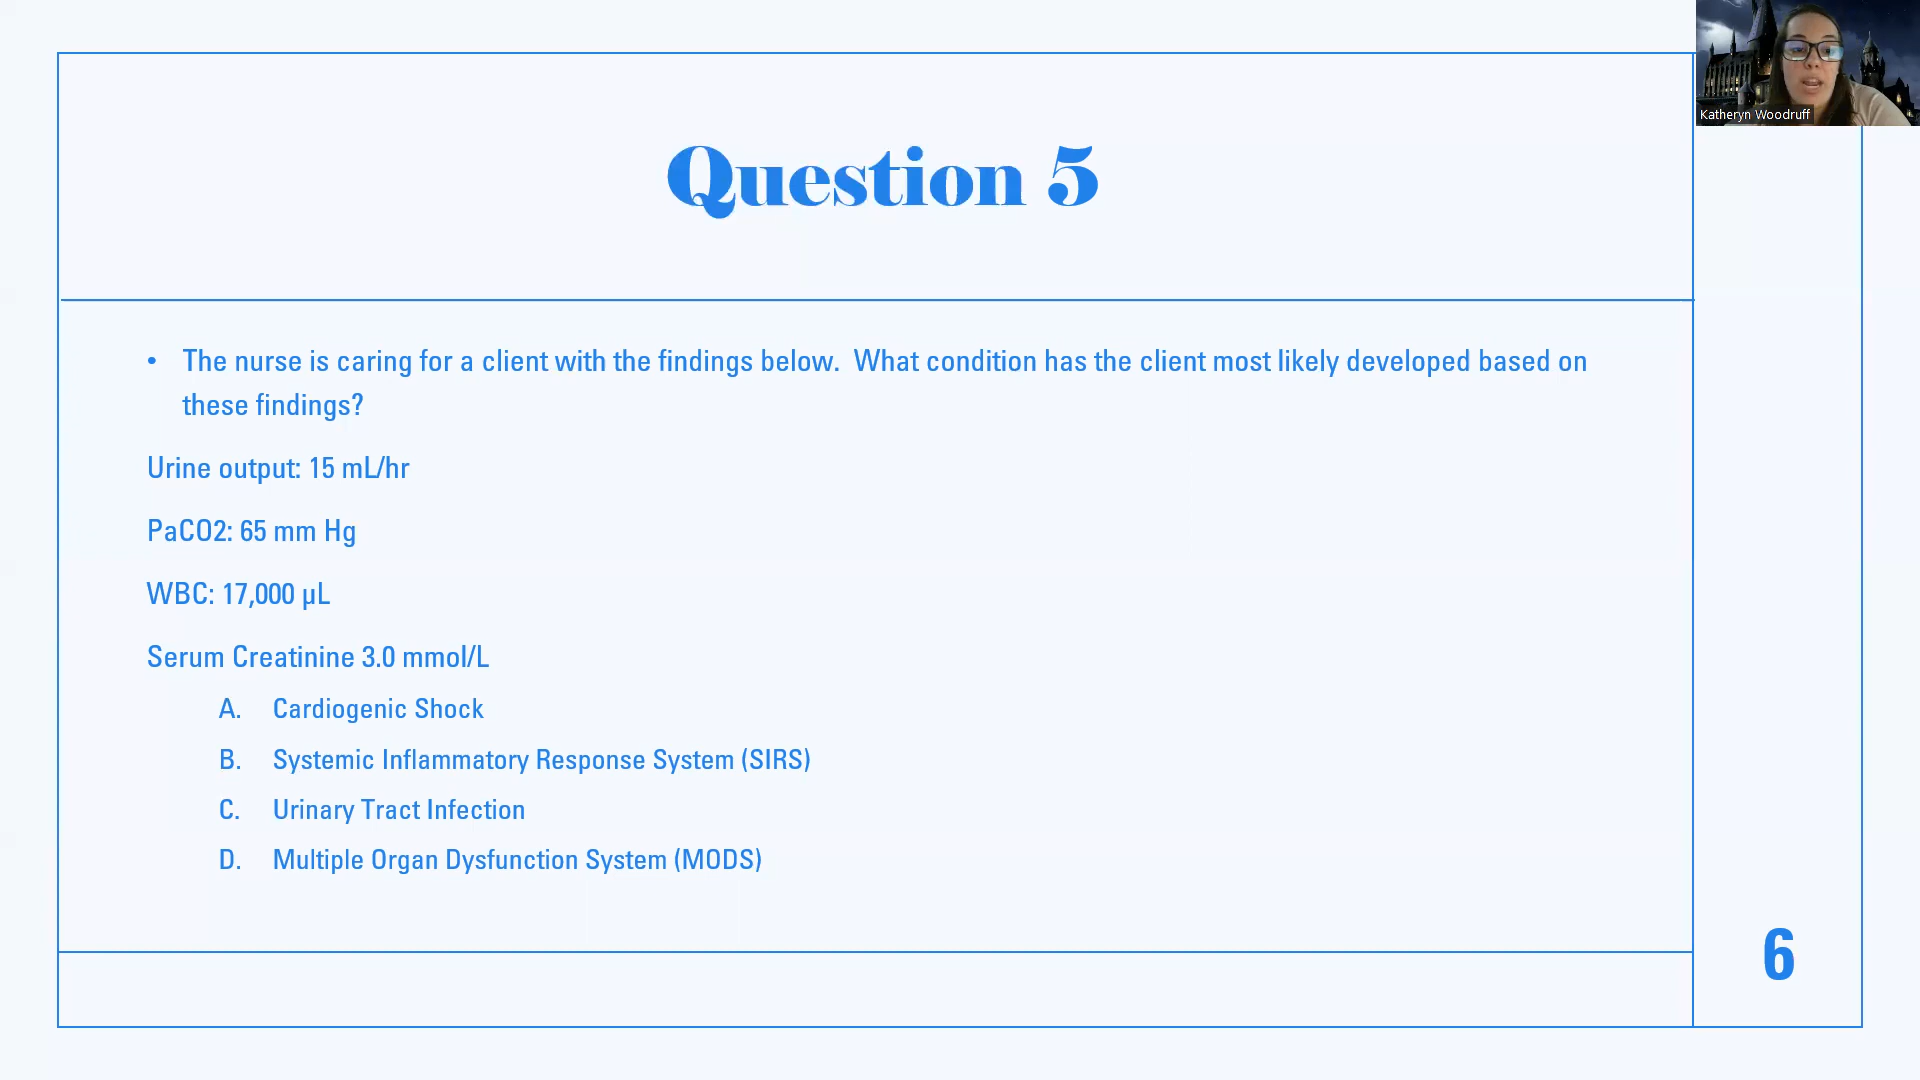 Katheryn Woodruff
Question 5
• The nurse is caring for a client with the findings below.  What condition has the client most likely developed based on
these findings?
Urine output: 15 mL/hr
PaCO2: 65 mm Hg
WBC: 17,000 µL
Serum Creatinine 3.0 mmol/L
A. Cardiogenic Shock
B. Systemic Inflammatory Response System (SIRS)
C. Urinary Tract Infection
D. Multiple Organ Dysfunction System (MODS)
6